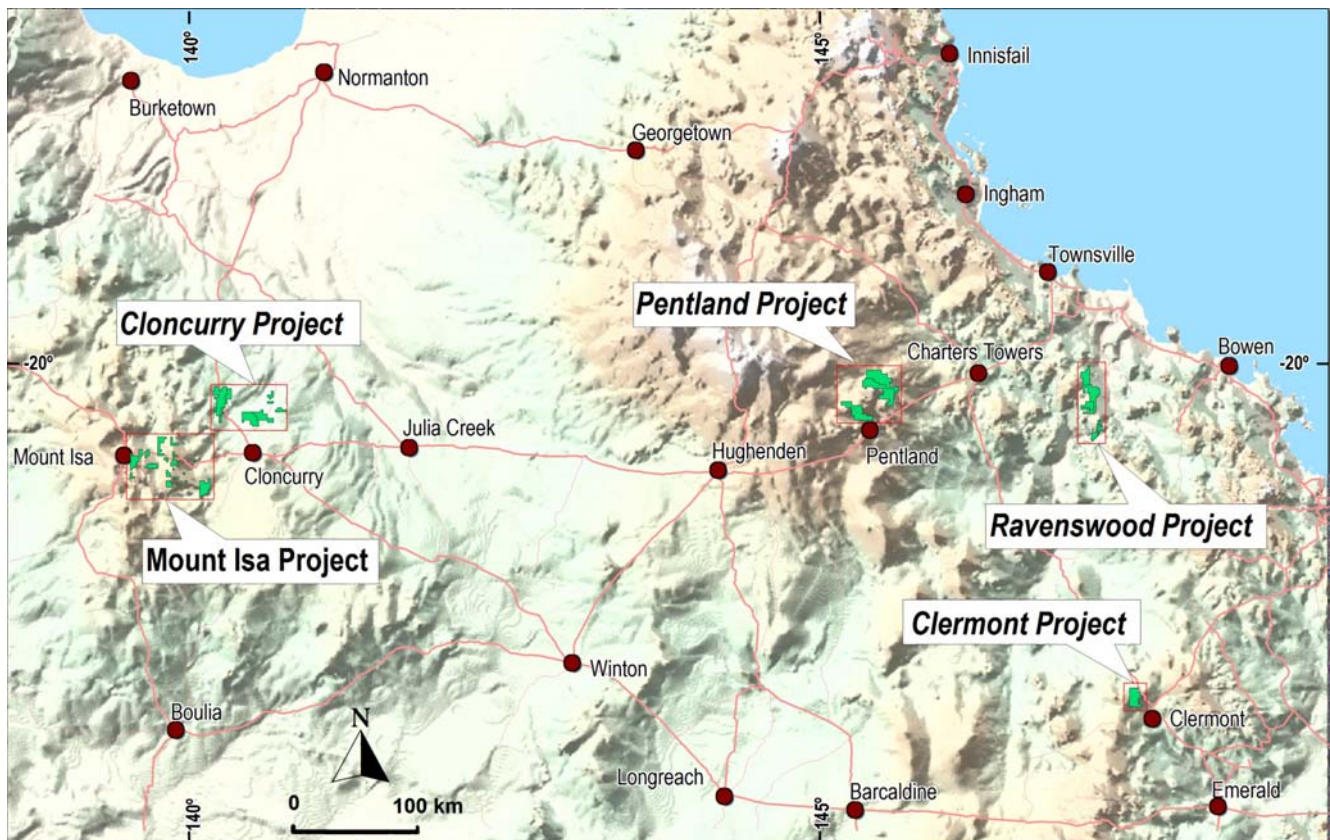 140°
145°
Innisfail
Normanton
Burketown
Georgetown
Ingham
Townsville
Cloncurry Project
Pentland Project
Charters Towers
Bowen
-20°
-20°
Julia Creek
Mount Isa
Cloncurry
Hughenden
Pentland
Ravenswood Project
Mount Isa Project
Clermont Project
Winton
Boulia
N
Clermont
Longreach
Barcaldine
Emerald
0 100 km
140°
145°